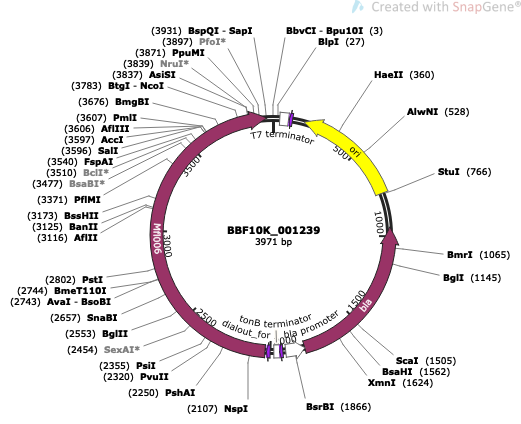 Created with SnapGene®
(3931) BspQI - SapI
(3897) PfoI*
(3871) PpuMI
(3839) NruI*
(3837) AsiSI
(3783) BtgI - NcoI
(3676) BmgBI
(3607) PmlI
(3606) AflIII
(3597) AccI
(3596) SalI
(3540) FspAI
(3510) BclI*
(3477) BsaBI*
(3371) PflMI
(3173) BssHII
(3125) BanII
(3116) AflII
(2802) PstI
(2744) BmeT110I
(2743) AvaI - BsoBI
(2657) SnaBI
(2553) BglII
(2454) SexAI*
(2355) PsiI
(2320) PvuII
(2250) PshAI
(2107) NspI
BbvCI - Bpu10I (3)
BlpI (27)
HaeII (360)
AlwNI (528)
StuI (766)
BmrI (1065)
BglI (1145)
ScaI (1505)
BsaHI (1562)
XmnI (1624)
BsrBI (1866)
T7 terminator
ori
500
1000
1500
bla
bla promoter
tonB terminator
dialout_for
2500
3000
3500
BBF10K_001239
3971 bp